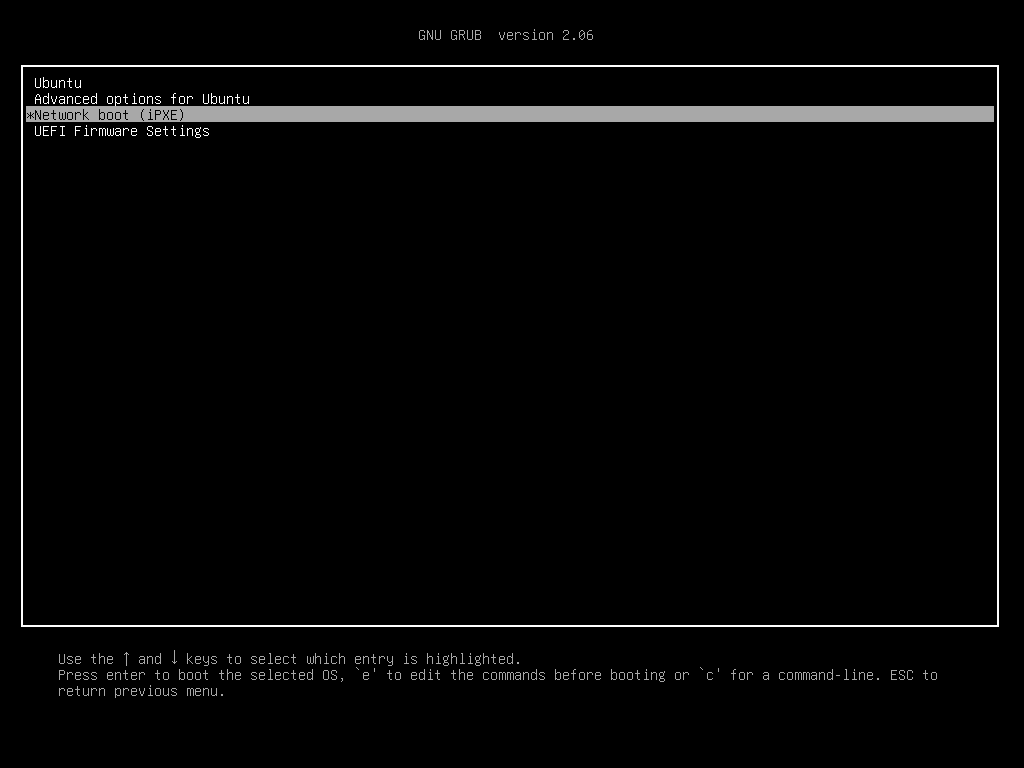 GNU GRUB  version 2.06
Ubuntu
Advanced options for Ubuntu
*Network boot (iPXE)
UEFI Firmware Settings
Use the ↑ and ↓ keys to select which entry is highlighted.
Press enter to boot the selected OS, `e' to edit the commands before booting or `c' for a command-line. ESC to
return previous menu.